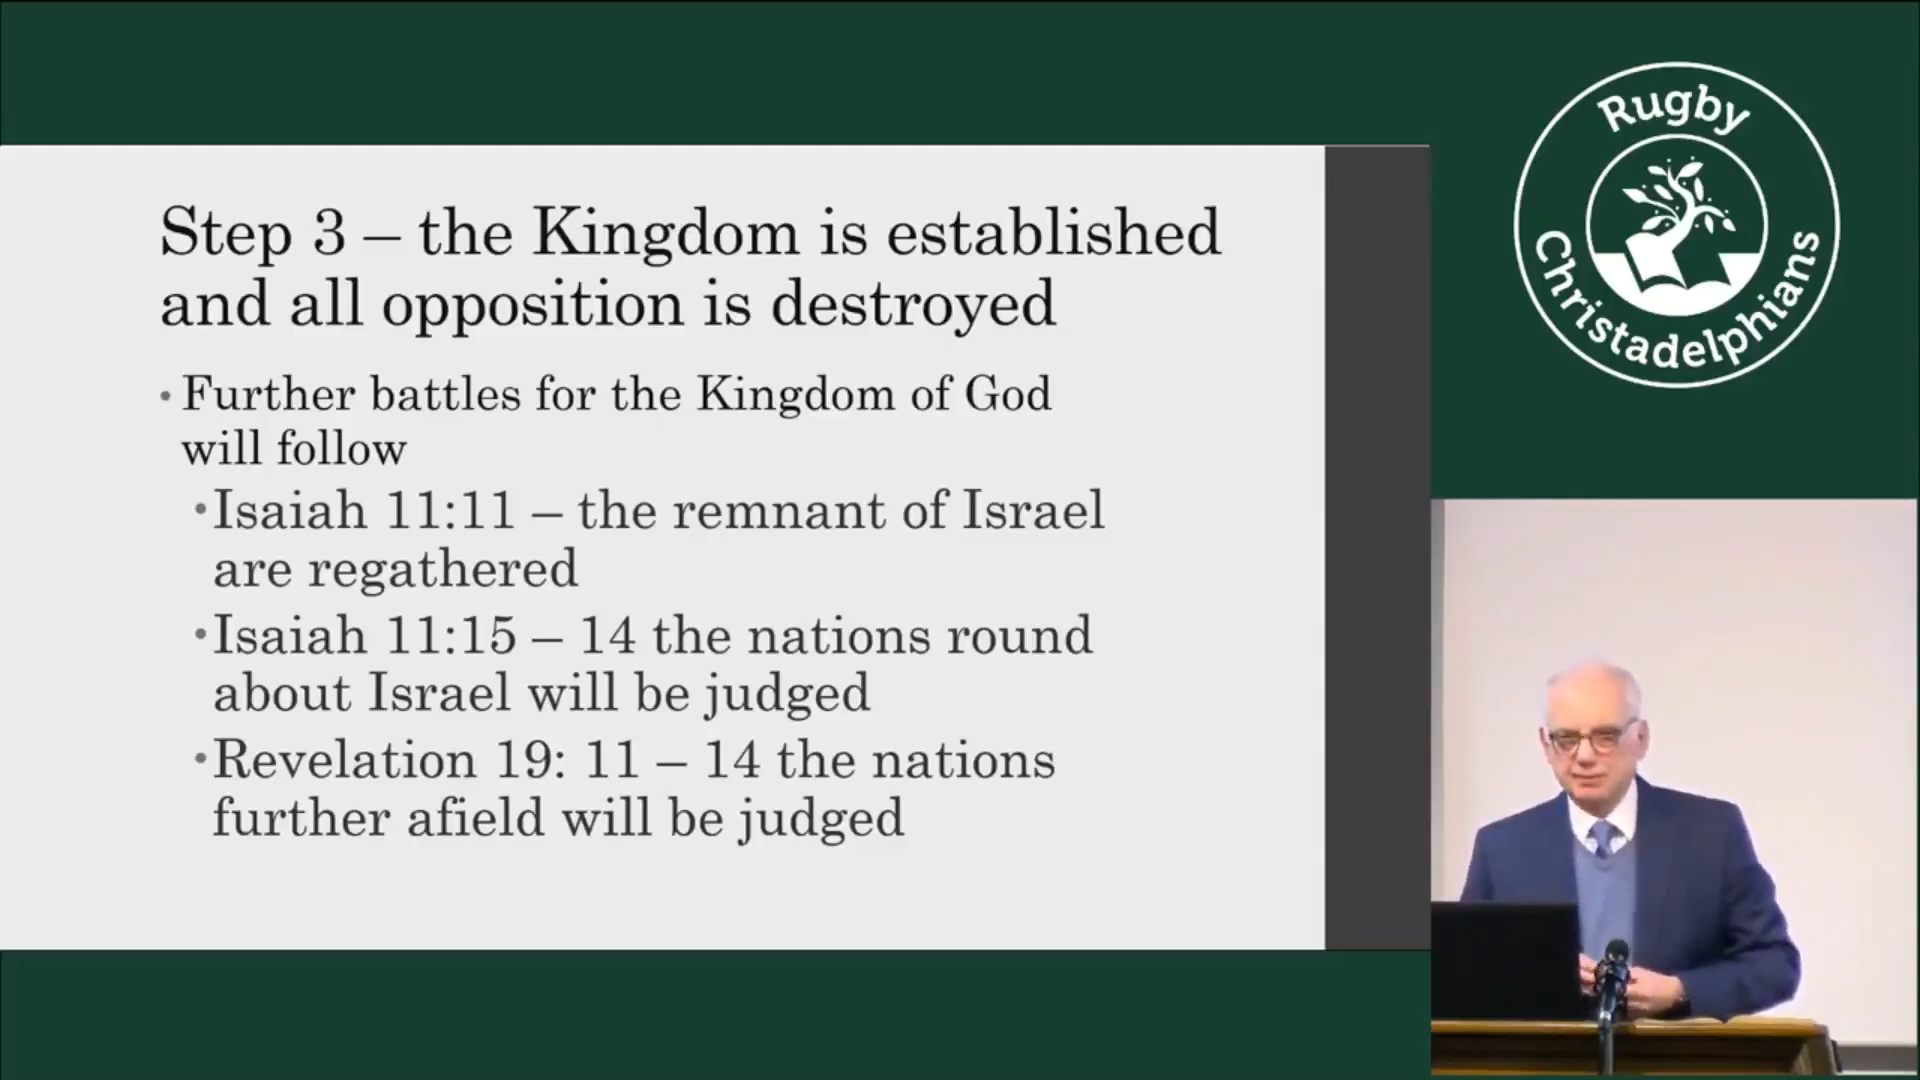 Step 3 – the Kingdom is established
and all opposition is destroyed
• Further battles for the Kingdom of God
will follow
• Isaiah 11:11 – the remnant of Israel
are regathered
• Isaiah 11:15 – 14 the nations round
about Israel will be judged
• Revelation 19: 11 – 14 the nations
further afield will be judged
Rugby
Christadelphians